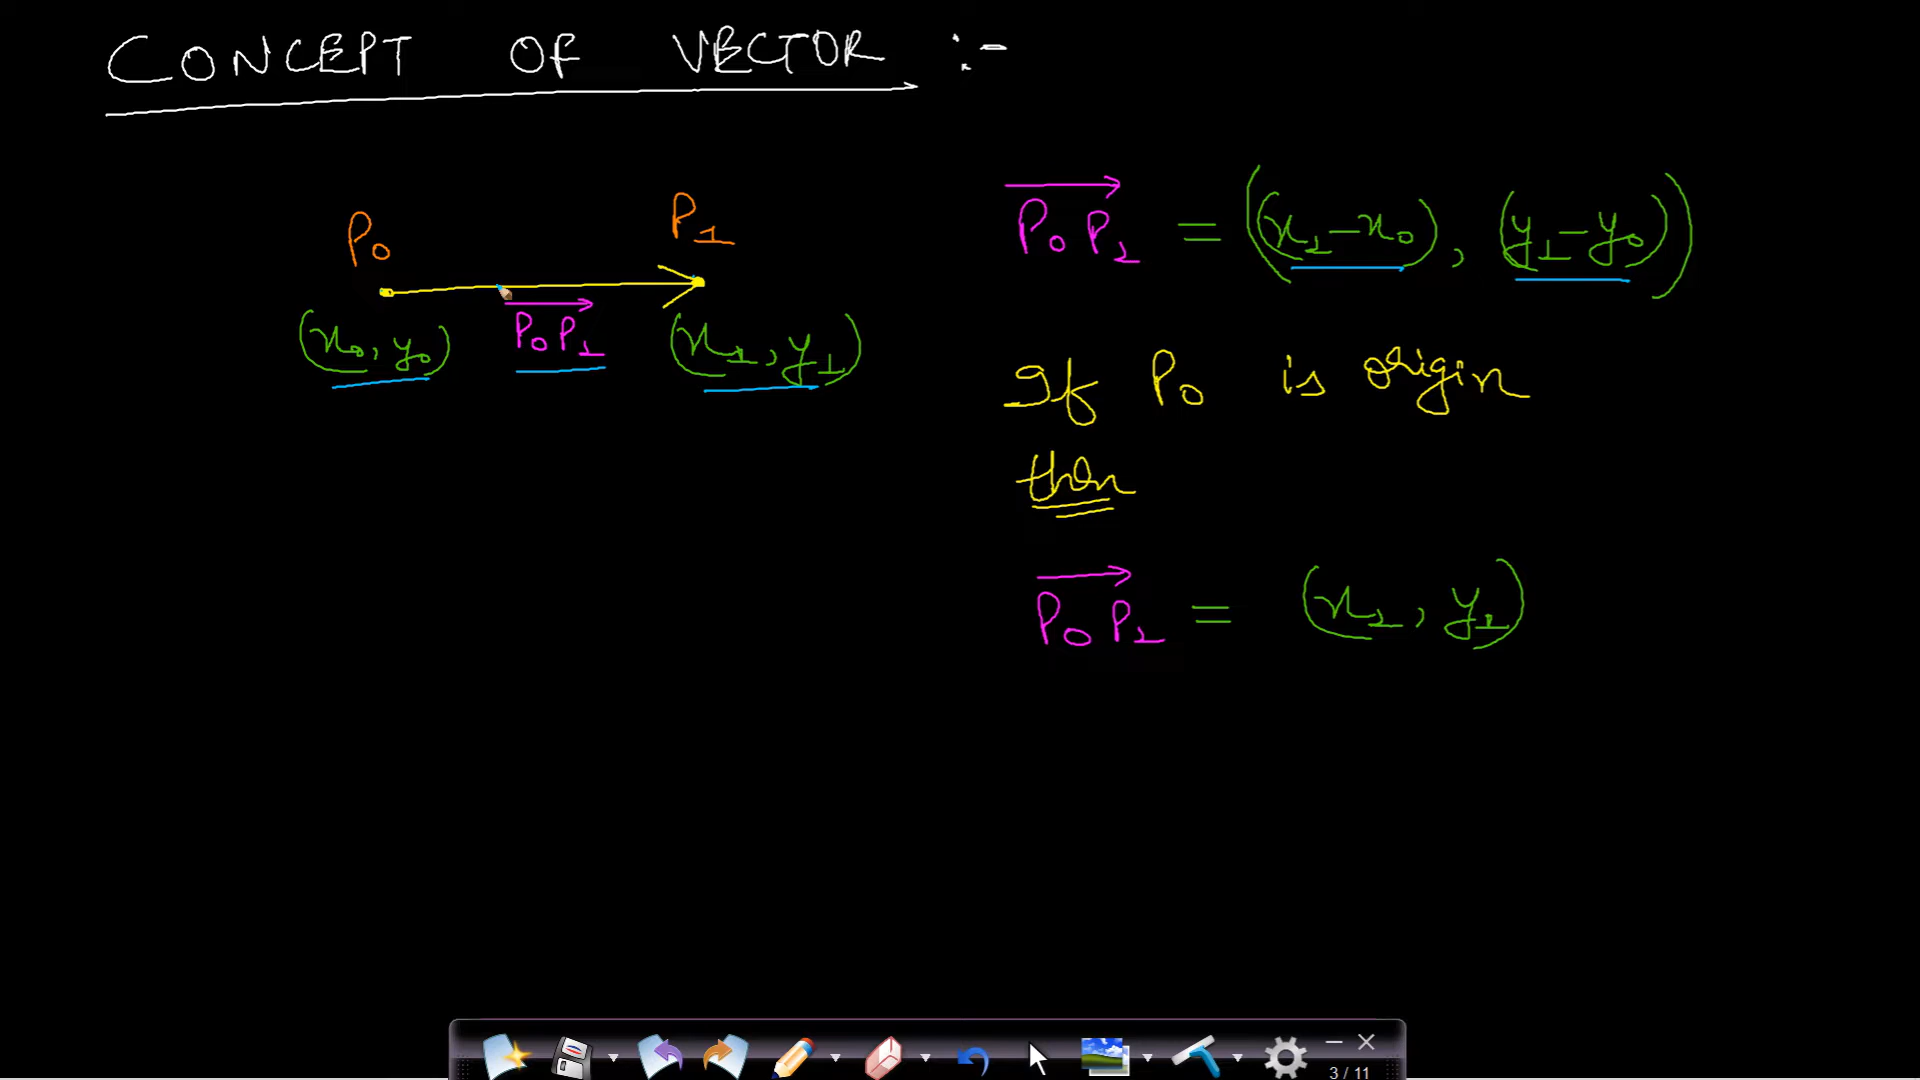 CONCEPT OF VECTOR :-
P₀ P₁
P₀P₁
(x₀, y₀) (x₁, y₁)
P₀P₁ = ((x₁-x₀), (y₁-y₀))
If P₀ is origin
then
P₀P₁ = (x₁, y₁)
3 / 11